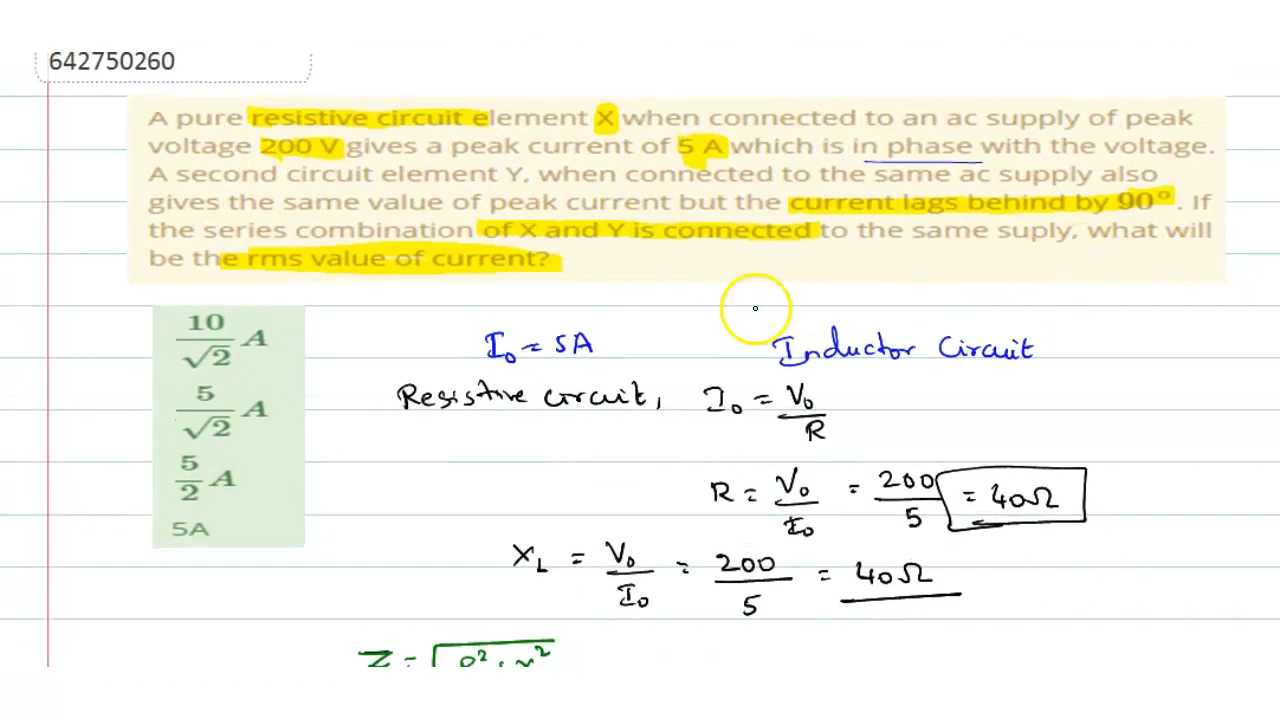 642750260
A pure resistive circuit element X when connected to an ac supply of peak
voltage 200 V gives a peak current of 5 A which is in phase with the voltage.
A second circuit element Y, when connected to the same ac supply also
gives the same value of peak current but the current lags behind by 90°. If
the series combination of X and Y is connected to the same suply, what will
be the rms value of current?
10/√2 A
5/√2 A
5/2 A
5A
I₀ = 5A
Inductor Circuit
Resistive circuit, I₀ = V₀/R
R = V₀/I₀ = 200/5 = 40Ω
X_L = V₀/I₀ = 200/5 = 40Ω
Z = √